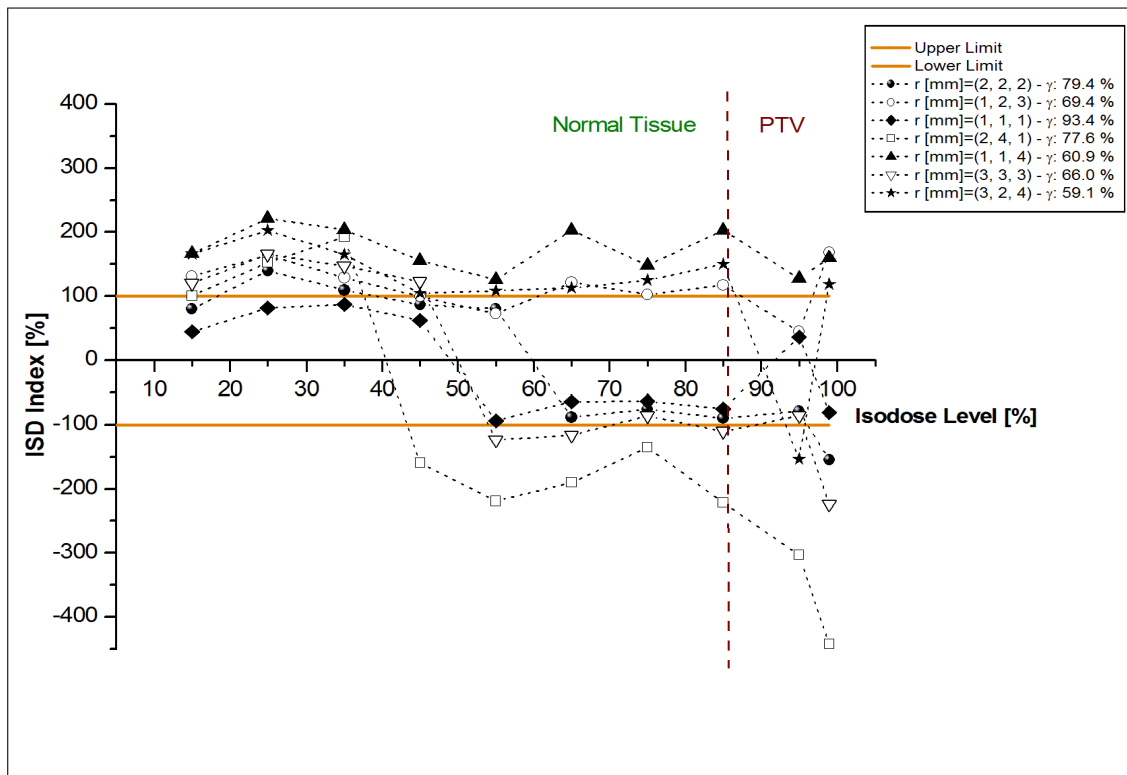 Upper Limit
Lower Limit
r [mm]=(2, 2, 2) - γ: 79.4 %
r [mm]=(1, 2, 3) - γ: 69.4 %
r [mm]=(1, 1, 1) - γ: 93.4 %
r [mm]=(2, 4, 1) - γ: 77.6 %
r [mm]=(1, 1, 4) - γ: 60.9 %
r [mm]=(3, 3, 3) - γ: 66.0 %
r [mm]=(3, 2, 4) - γ: 59.1 %
Normal Tissue
PTV
ISD Index [%]
400
300
200
100
0
-100
-200
-300
-400
10 20 30 40 50 60 70 80 90 100
Isodose Level [%]